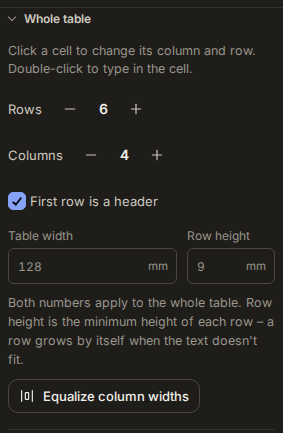 Whole table
Click a cell to change its column and row.
Double-click to type in the cell.
Rows — 6 +
Columns — 4 +
First row is a header
Table width Row height
128 mm 9 mm
Both numbers apply to the whole table. Row
height is the minimum height of each row – a
row grows by itself when the text doesn't
fit.
Equalize column widths